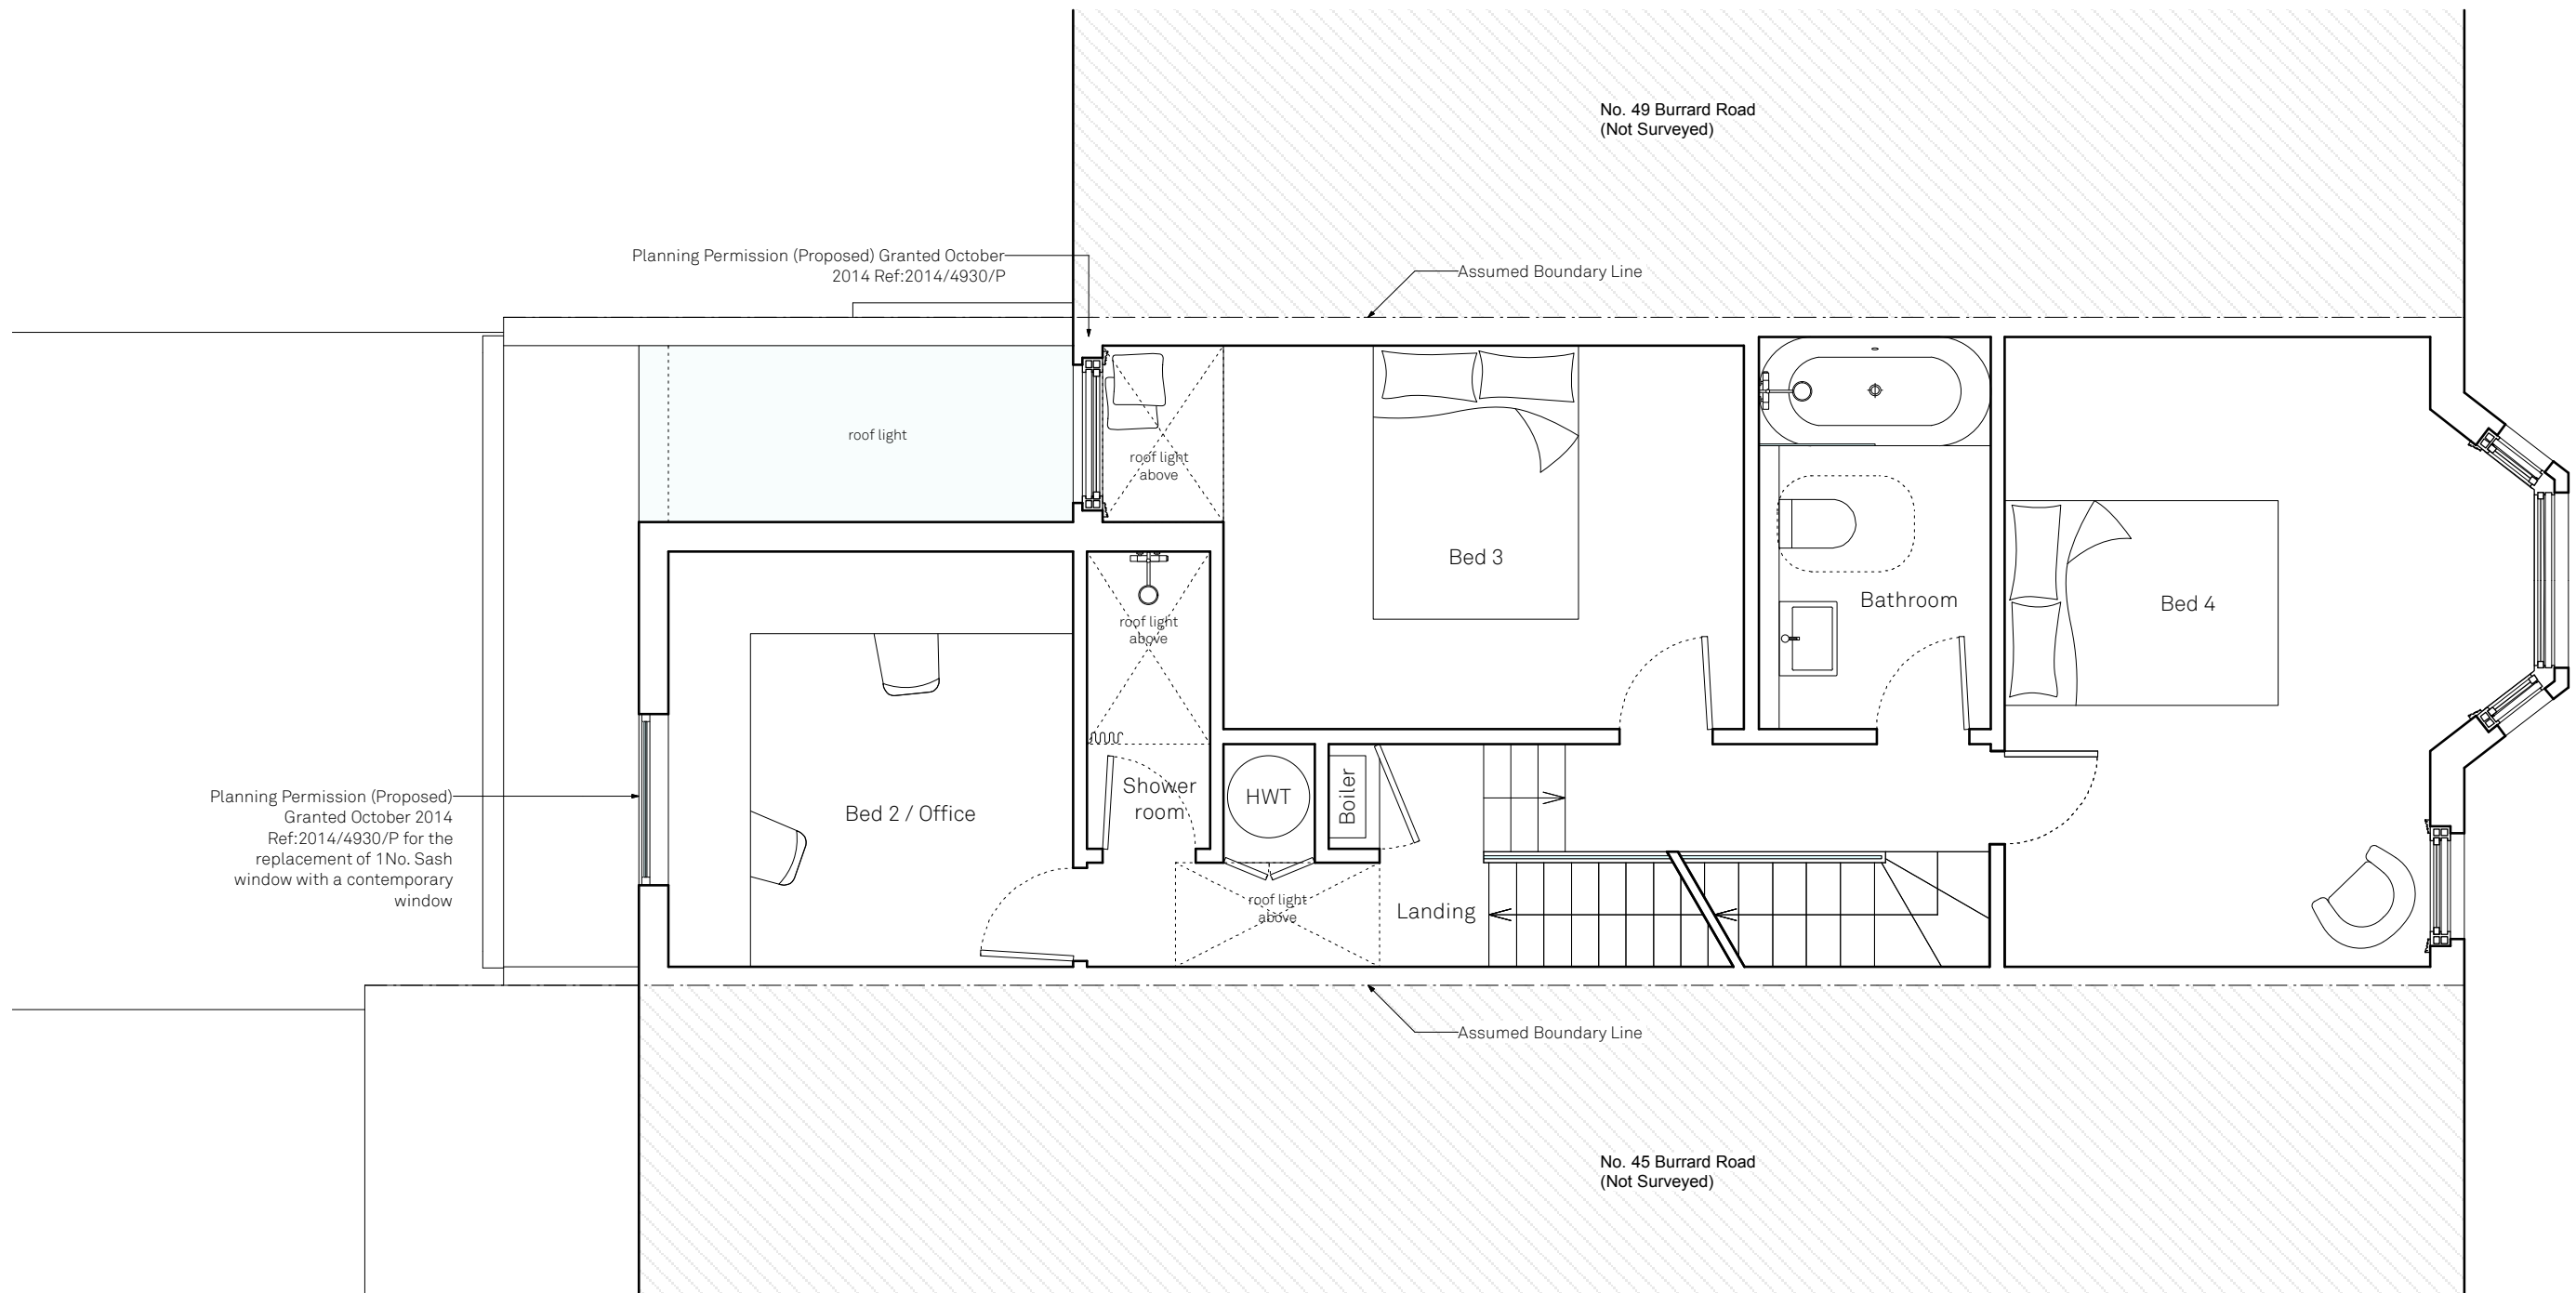 No. 49 Burrard Road
(Not Surveyed)
Planning Permission (Proposed) Granted October
2014 Ref:2014/4930/P
Assumed Boundary Line
roof light
roof light
above
Bed 3
Bathroom
Bed 4
roof light
above
Shower
room
HWT
Boiler
Bed 2 / Office
Planning Permission (Proposed)
Granted October 2014
Ref:2014/4930/P for the
replacement of 1No. Sash
window with a contemporary
window
roof light
above
Landing
Assumed Boundary Line
No. 45 Burrard Road
(Not Surveyed)